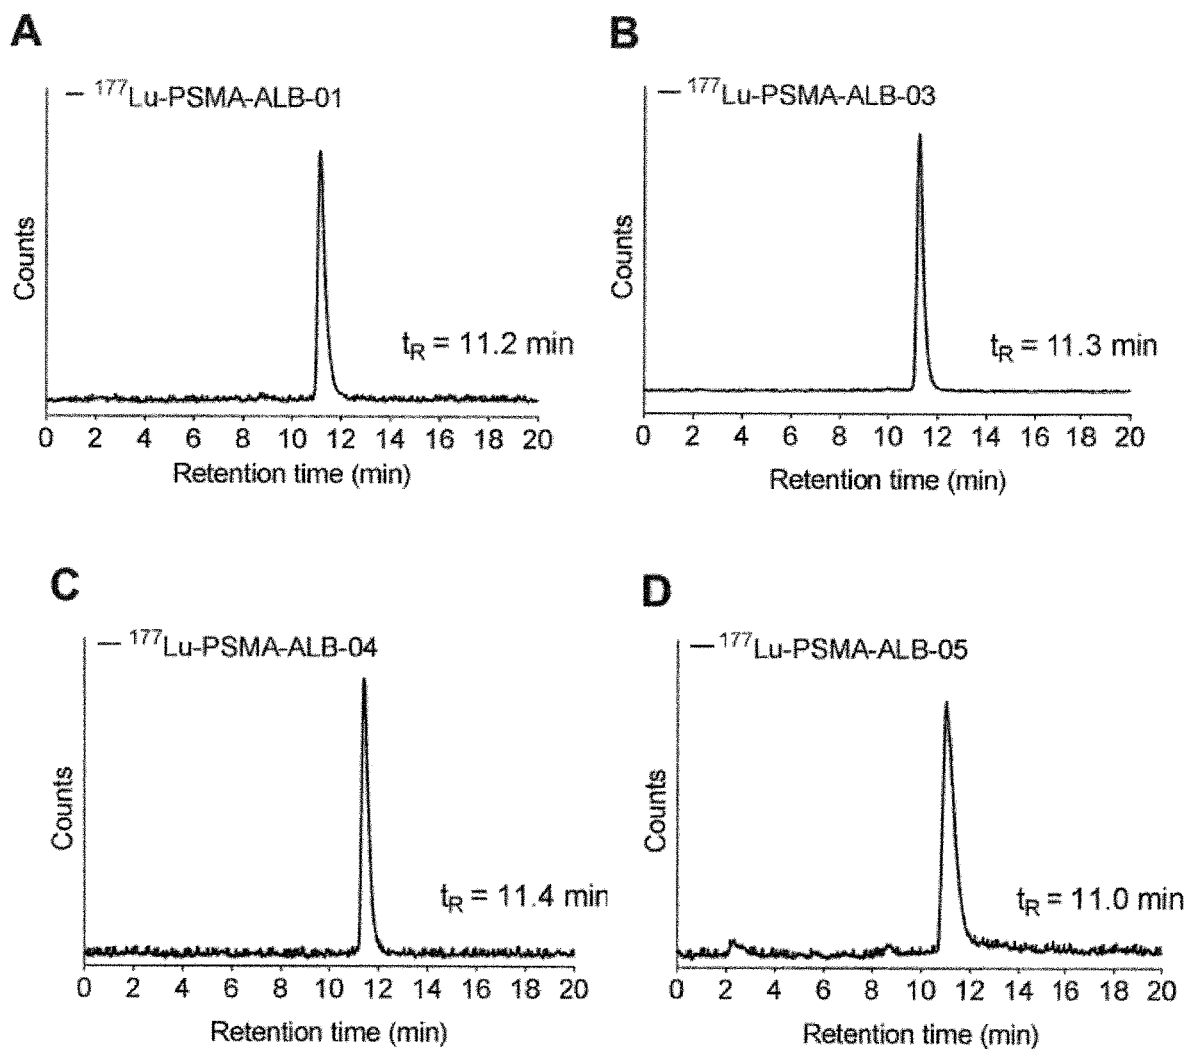 A
— ¹⁷⁷Lu-PSMA-ALB-01
Counts
tR = 11.2 min
0 2 4 6 8 10 12 14 16 18 20
Retention time (min)
B
— ¹⁷⁷Lu-PSMA-ALB-03
Counts
tR = 11.3 min
0 2 4 6 8 10 12 14 16 18 20
Retention time (min)
C
— ¹⁷⁷Lu-PSMA-ALB-04
Counts
tR = 11.4 min
0 2 4 6 8 10 12 14 16 18 20
Retention time (min)
D
— ¹⁷⁷Lu-PSMA-ALB-05
Counts
tR = 11.0 min
0 2 4 6 8 10 12 14 16 18 20
Retention time (min)